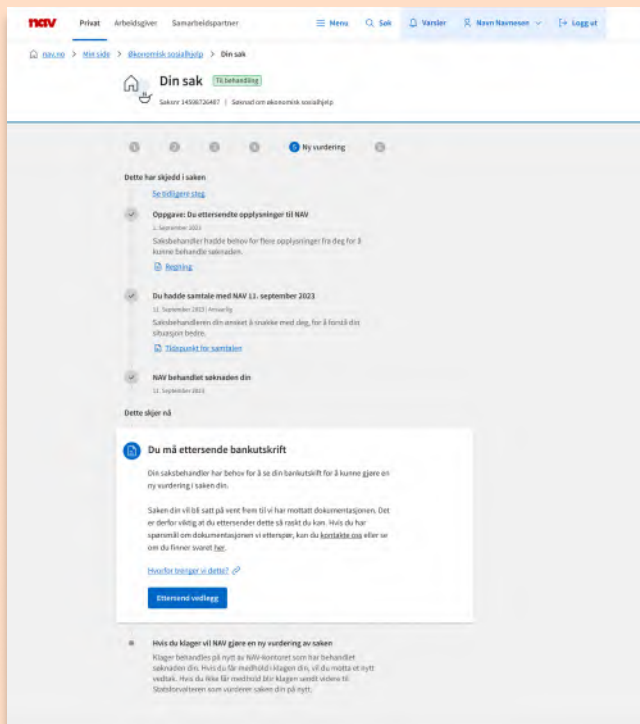 nav Privat Arbeidsgiver Samarbeidspartner Menu Søk Varsler Navn Navnesen Logg ut
nav.no > Min side > Økonomisk sosialhjelp > Din sak
Din sak Til behandling
Saksnr | Søknad om økonomisk sosialhjelp
Ny vurdering
Dette har skjedd i saken
Se tidligere steg
Oppgave: Du ettersendte opplysninger til NAV
September 2023
Saksbehandler hadde behov for flere opplysninger fra deg for å
kunne behandle søknaden.
Regning
Du hadde samtale med NAV 11. september 2023
11. September 2023
Saksbehandleren din ønsket å snakke med deg, for å forstå din
situasjon bedre.
Tidspunkt for samtalen
NAV behandlet søknaden din
September 2023
Dette skjer nå
Du må ettersende bankutskrift
Din saksbehandler har behov for å se din bankutskift for å kunne gjøre en
ny vurdering i saken din.
Saken din vil bli satt på vent frem til vi har mottatt dokumentasjonen. Det
er derfor viktig at du ettersender dette så raskt du kan. Hvis du har
spørsmål om dokumentasjonen vi etterspør, kan du kontakte oss eller se
om du finner svaret her.
Hvorfor trenger vi dette?
Ettersend vedlegg
Hvis du klager vil NAV gjøre en ny vurdering av saken
Klager behandles på nytt av NAV-kontoret som har behandlet
søknaden din. Hvis du får medhold i klagen din, vil du motta et nytt
vedtak. Hvis du ikke får medhold blir klagen sendt videre til
Statsforvalteren som vurderer saken din på nytt.